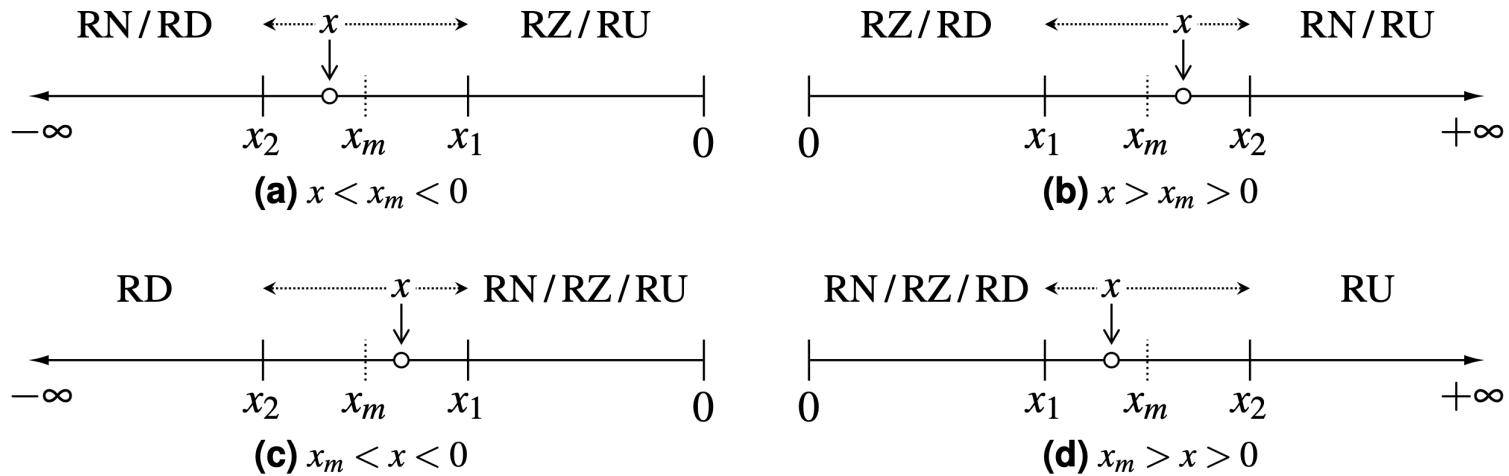 RN / RD x RZ / RU
−∞ x₂ xₘ x₁ 0
(a) x < xₘ < 0
RZ / RD x RN / RU
0 x₁ xₘ x₂ +∞
(b) x > xₘ > 0
RD x RN / RZ / RU
−∞ x₂ xₘ x₁ 0
(c) xₘ < x < 0
RN / RZ / RD x RU
0 x₁ xₘ x₂ +∞
(d) xₘ > x > 0